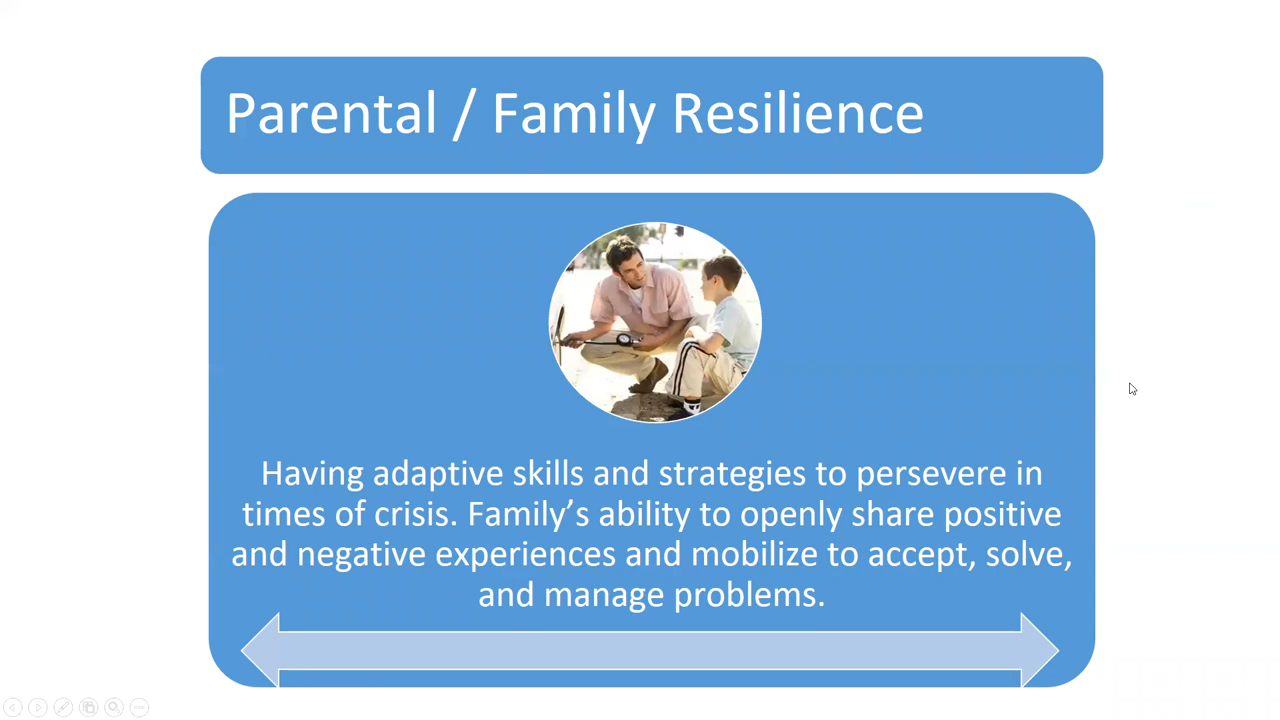 Parental / Family Resilience
Having adaptive skills and strategies to persevere in
times of crisis. Family’s ability to openly share positive
and negative experiences and mobilize to accept, solve,
and manage problems.